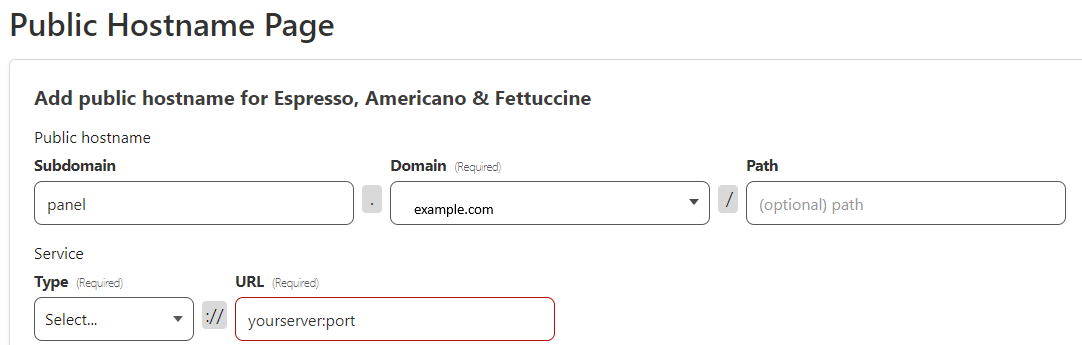 Public Hostname Page
Add public hostname for Espresso, Americano & Fettuccine
Public hostname
Subdomain Domain (Required) Path
panel . example.com / (optional) path
Service
Type (Required) URL (Required)
Select... :// yourserver:port